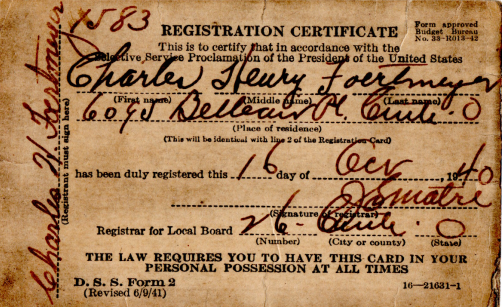 1583
REGISTRATION CERTIFICATE
Form approved
Budget Bureau
No. 33-R013-42
This is to certify that in accordance with the
Selective Service Proclamation of the President of the United States
Charles Henry Foertmeyer
(First name) (Middle name) (Last name)
6095 Belleair Pl. Cinti. O
(Place of residence)
(This will be identical with line 2 of the Registration Card)
has been duly registered this 16 day of Oct, 1940
(Signature of registrar)
Registrar for Local Board 26 Cinti. O
(Number) (City or county) (State)
THE LAW REQUIRES YOU TO HAVE THIS CARD IN YOUR
PERSONAL POSSESSION AT ALL TIMES
D. S. S. Form 2
(Revised 6/9/41)
16—21631-1
Charles H Foertmeyer
(Registrant must sign here)